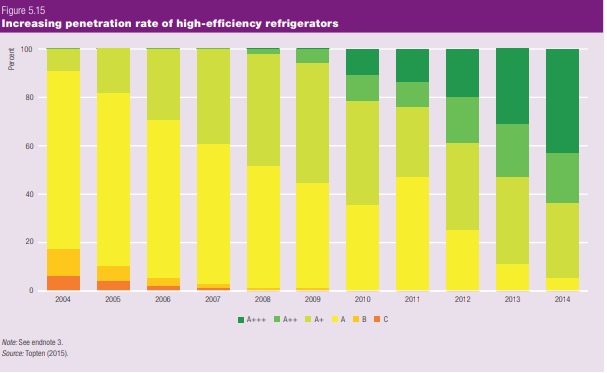 Figure 5.15
Increasing penetration rate of high-efficiency refrigerators
Percent
100
80
60
40
20
0
2004 2005 2006 2007 2008 2009 2010 2011 2012 2013 2014
A+++ A++ A+ A B C
Note: See endnote 3.
Source: Topten (2015).